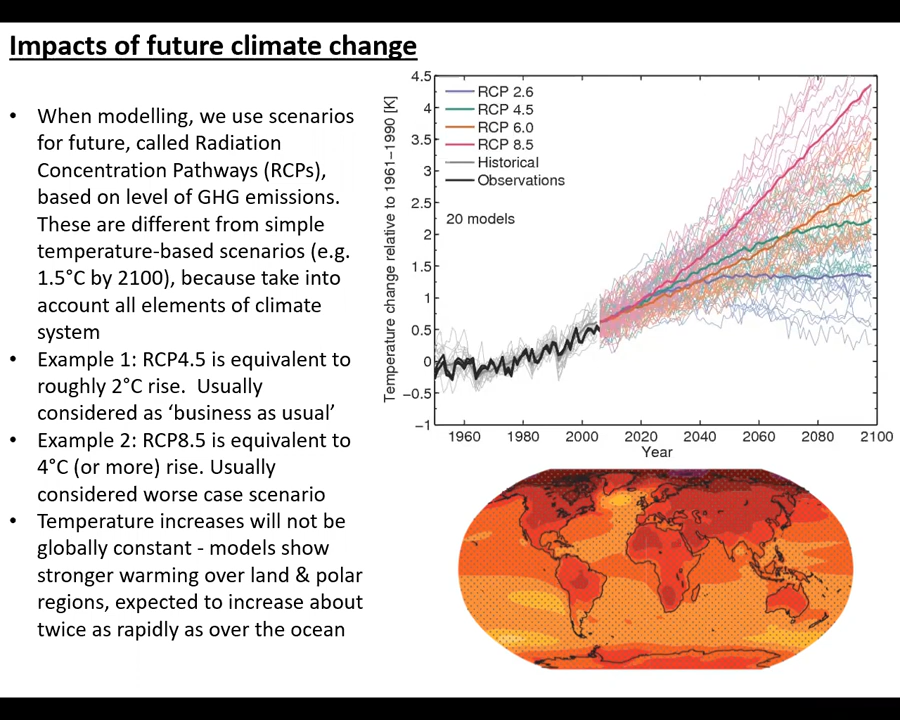 Impacts of future climate change
• When modelling, we use scenarios
for future, called Radiation
Concentration Pathways (RCPs),
based on level of GHG emissions.
These are different from simple
temperature-based scenarios (e.g.
1.5°C by 2100), because take into
account all elements of climate
system
• Example 1: RCP4.5 is equivalent to
roughly 2°C rise.  Usually
considered as ‘business as usual’
• Example 2: RCP8.5 is equivalent to
4°C (or more) rise. Usually
considered worse case scenario
• Temperature increases will not be
globally constant - models show
stronger warming over land & polar
regions, expected to increase about
twice as rapidly as over the ocean
Temperature change relative to 1961–1990 [K]
4.5
4
3.5
3
2.5
2
1.5
1
0.5
0
−0.5
−1
RCP 2.6
RCP 4.5
RCP 6.0
RCP 8.5
Historical
Observations
20 models
1960 1980 2000 2020 2040 2060 2080 2100
Year